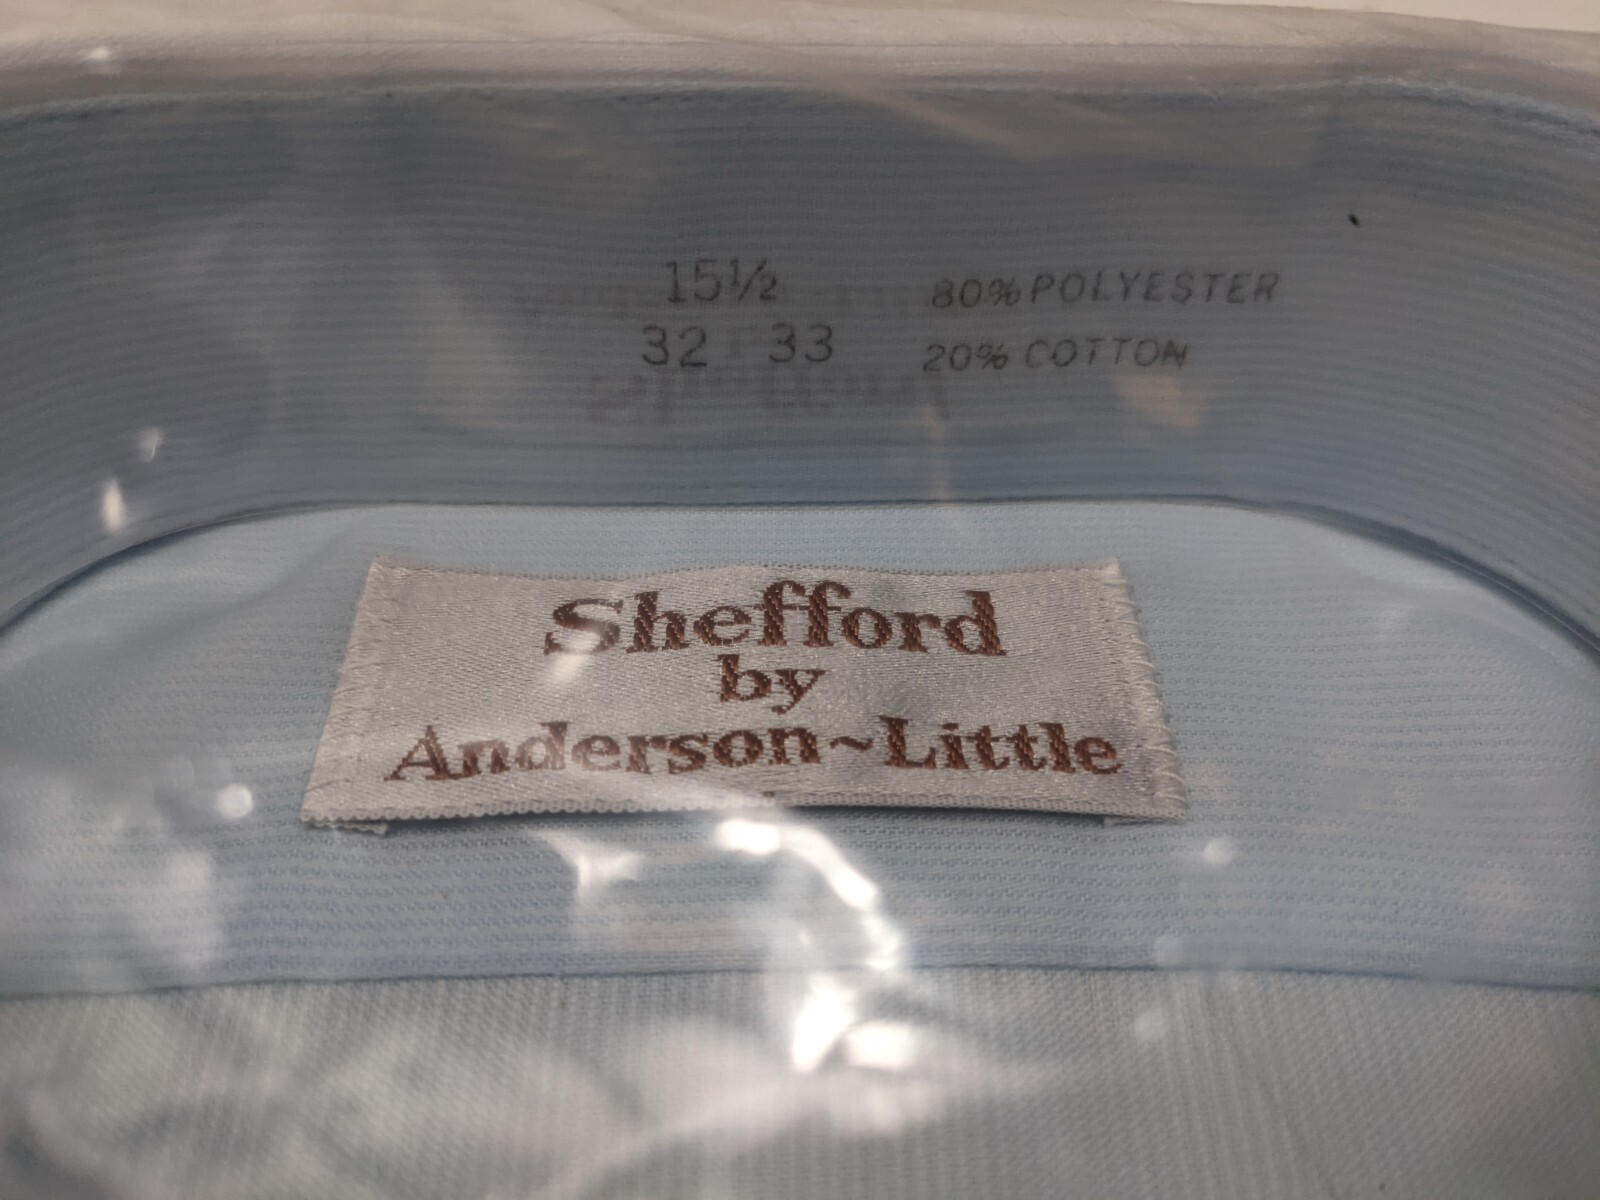 15½
32 33
80% POLYESTER
20% COTTON
Shefford
by
Anderson~Little